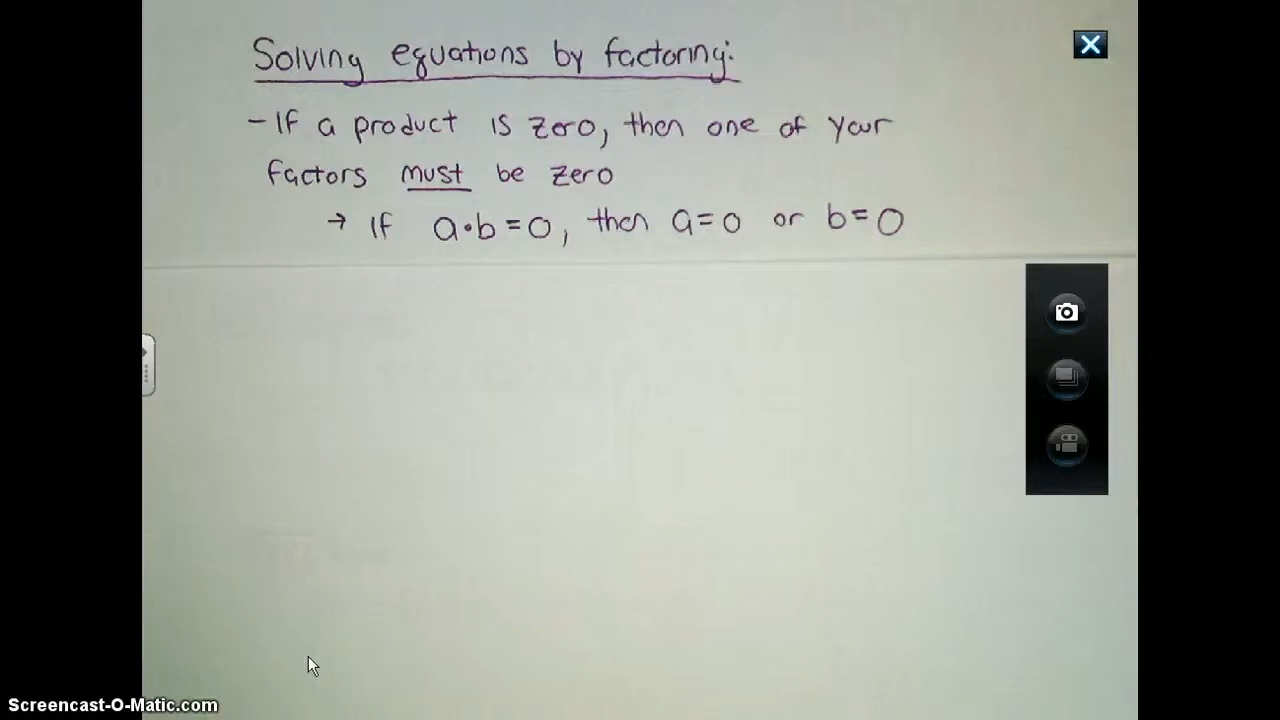 Solving equations by factoring:
- If a product is zero, then one of your
factors must be zero
→ If a•b=0, then a=0 or b=0
Screencast-O-Matic.com